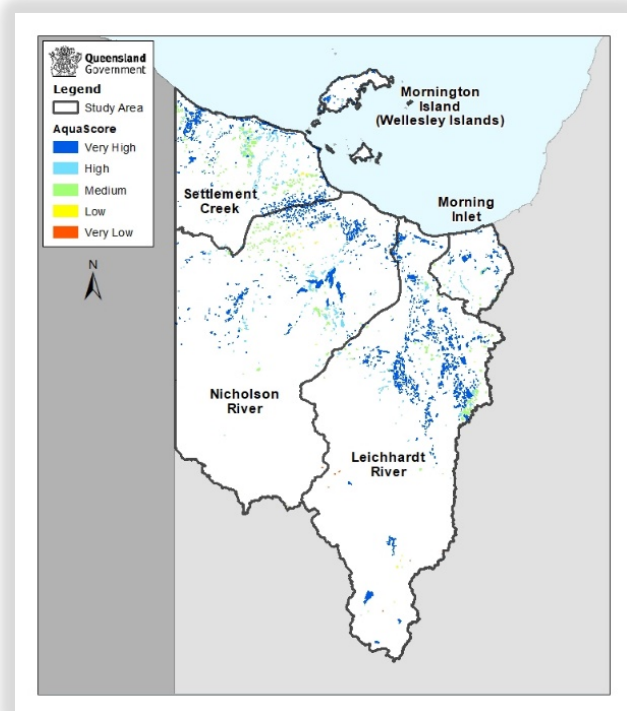 Queensland
Government
Legend
Study Area
AquaScore
Very High
High
Medium
Low
Very Low
N
Mornington
Island
(Wellesley Islands)
Morning
Inlet
Settlement
Creek
Nicholson
River
Leichhardt
River